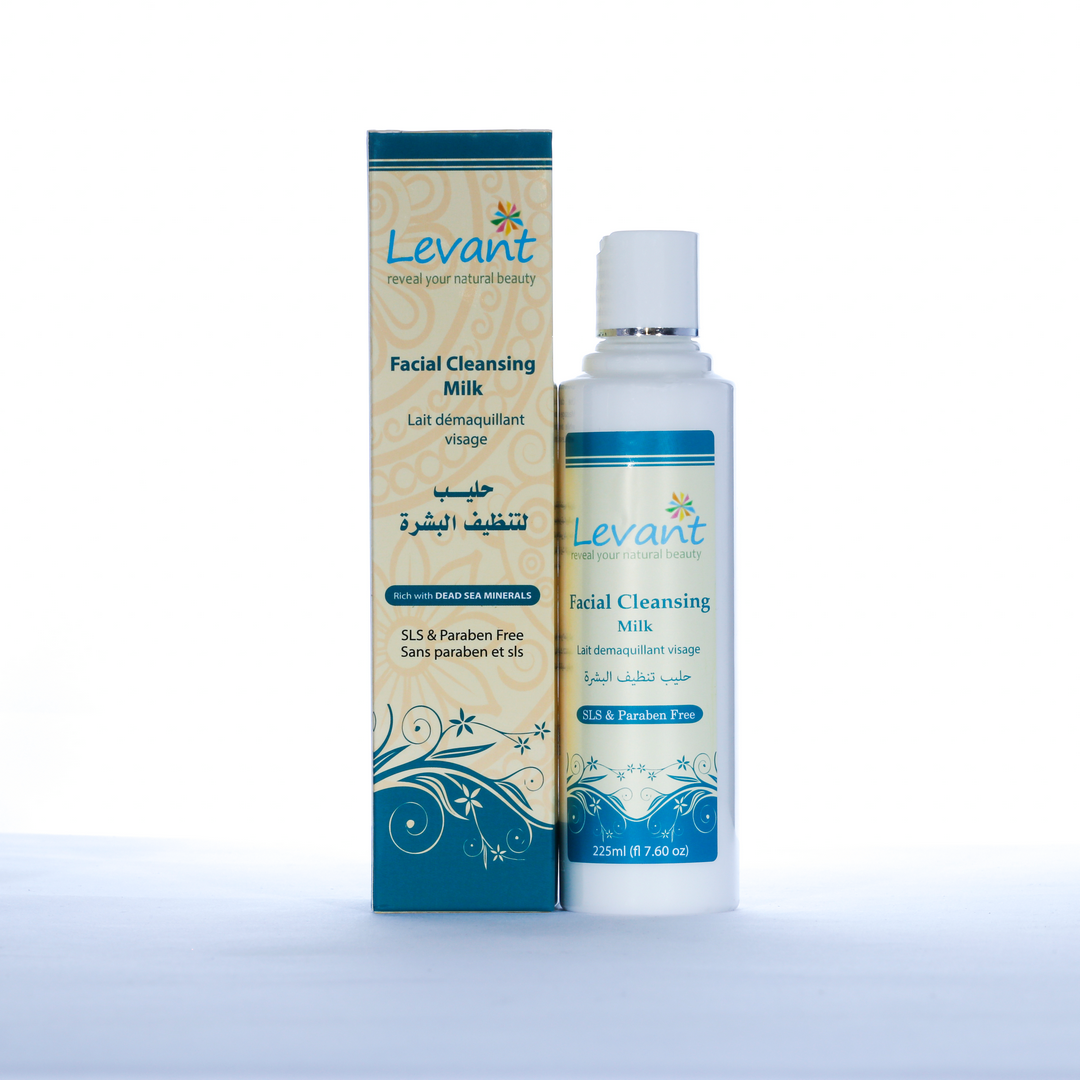 Levant
reveal your natural beauty
Facial Cleansing
Milk
Lait démaquillant
visage
حليـــب
لتنظيف البشرة
Rich with DEAD SEA MINERALS
SLS & Paraben Free
Sans paraben et sls
Levant
reveal your natural beauty
Facial Cleansing
Milk
Lait demaquillant visage
حليب تنظيف البشرة
SLS & Paraben Free
225ml (fl 7.60 oz)